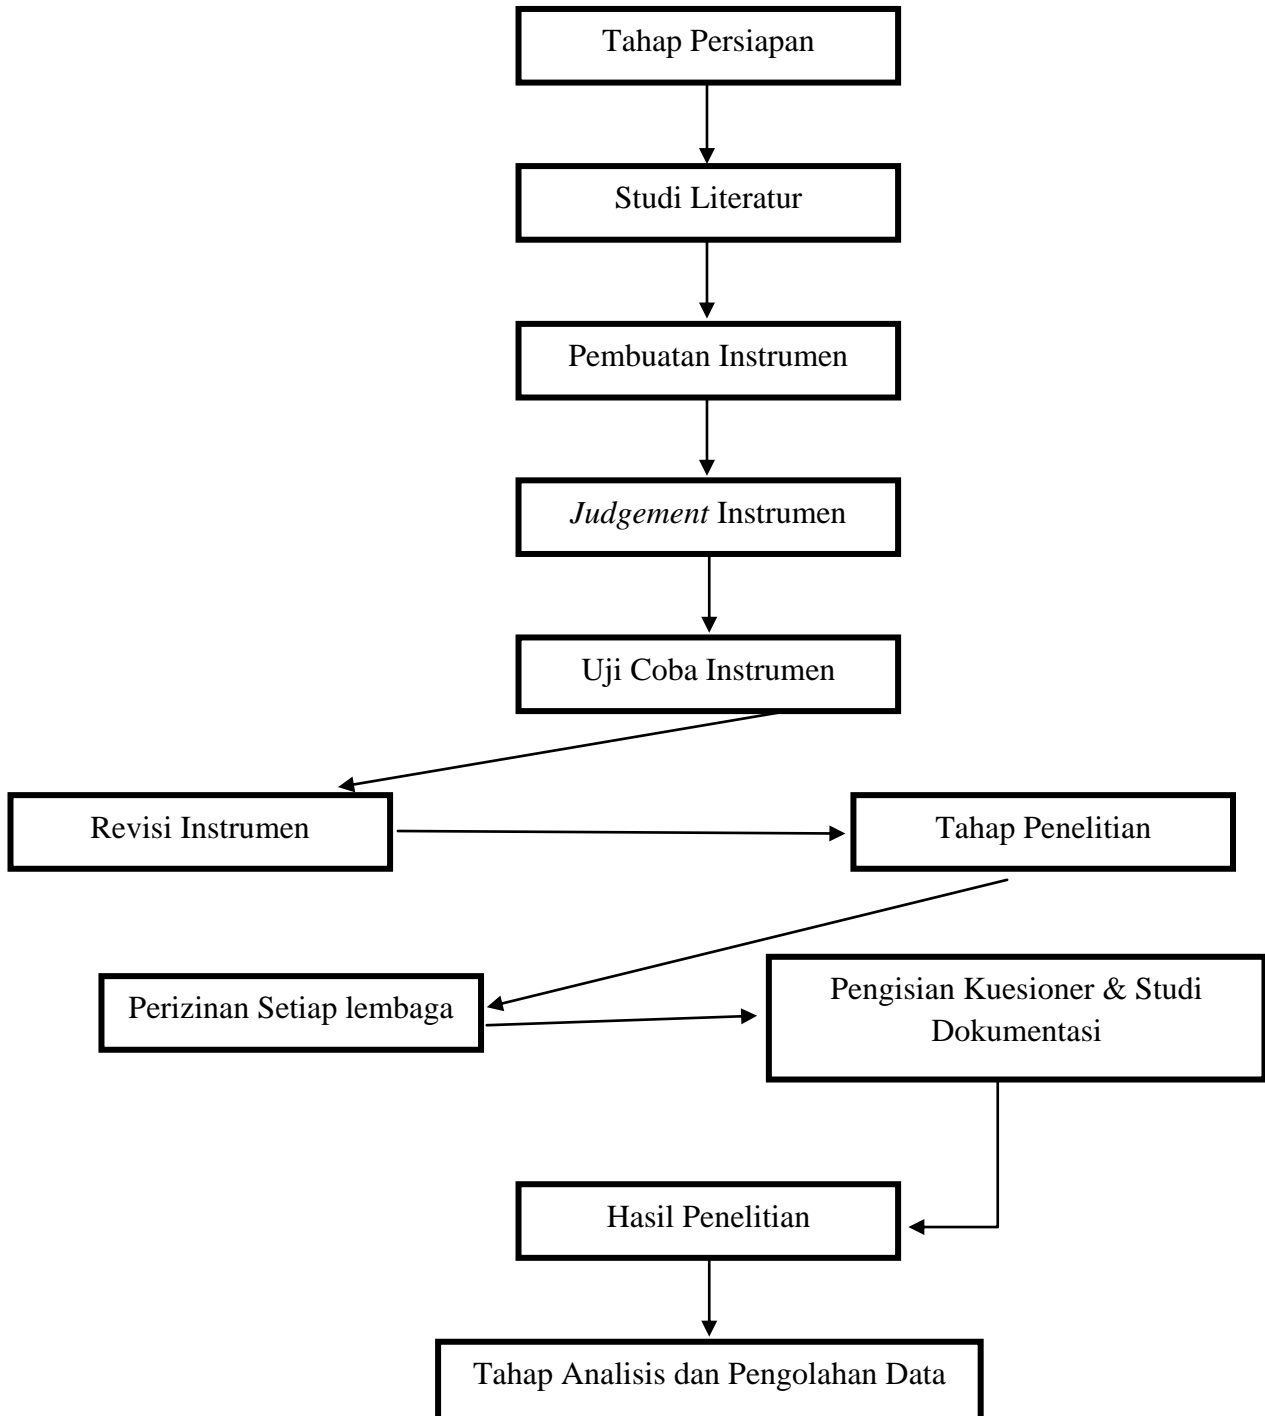 Tahap Persiapan
Studi Literatur
Pembuatan Instrumen
Judgement Instrumen
Uji Coba Instrumen
Revisi Instrumen
Tahap Penelitian
Perizinan Setiap lembaga
Pengisian Kuesioner & Studi
Dokumentasi
Hasil Penelitian
Tahap Analisis dan Pengolahan Data